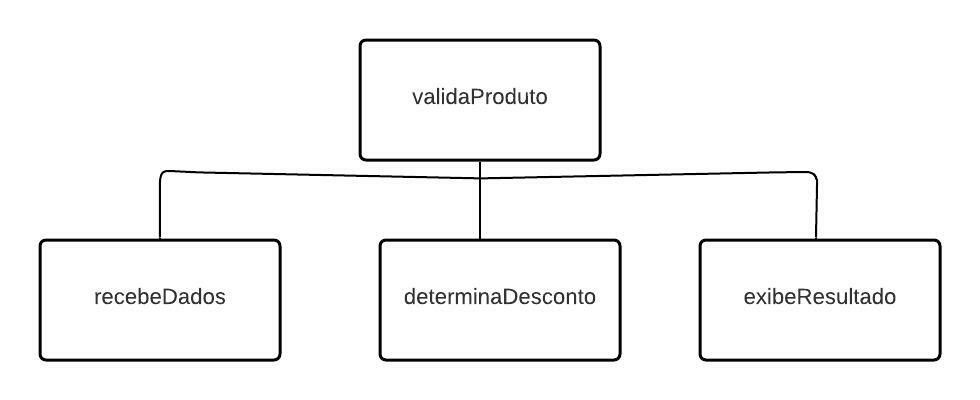 validaProduto
recebeDados
determinaDesconto
exibeResultado